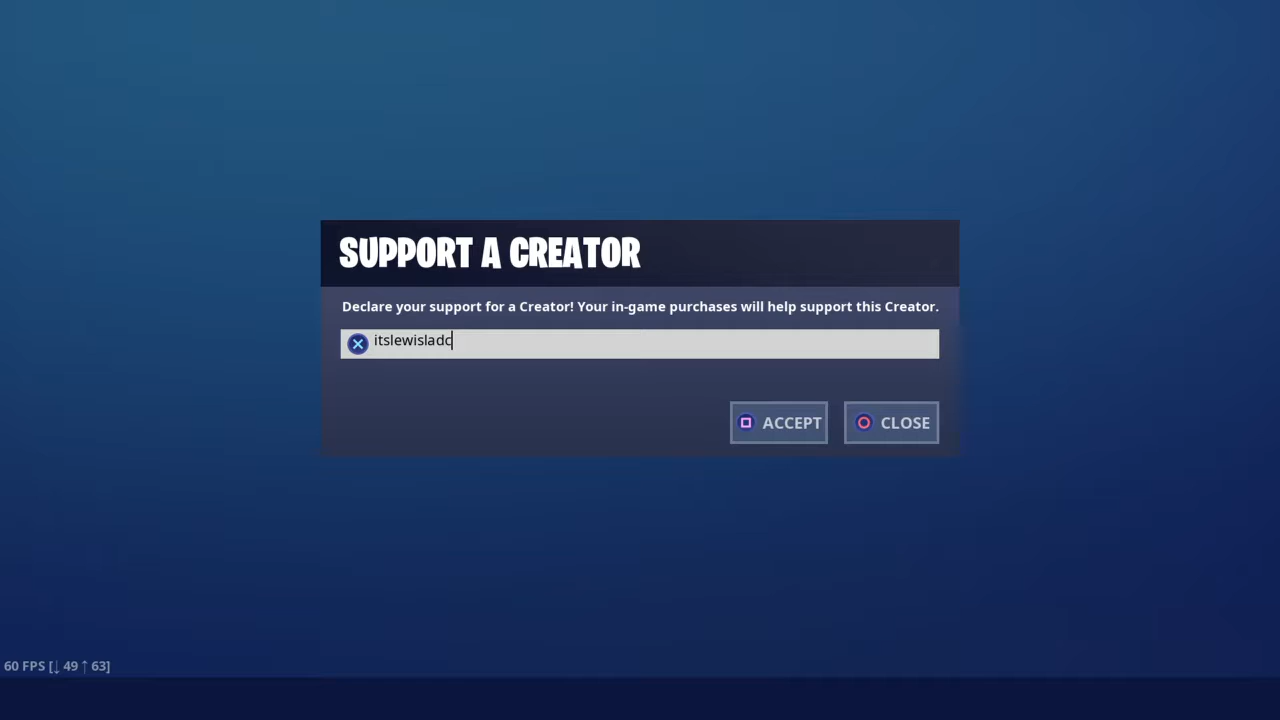 SUPPORT A CREATOR
Declare your support for a Creator! Your in-game purchases will help support this Creator.
itslewisladc
ACCEPT CLOSE
60 FPS [↓ 49 ↑ 63]